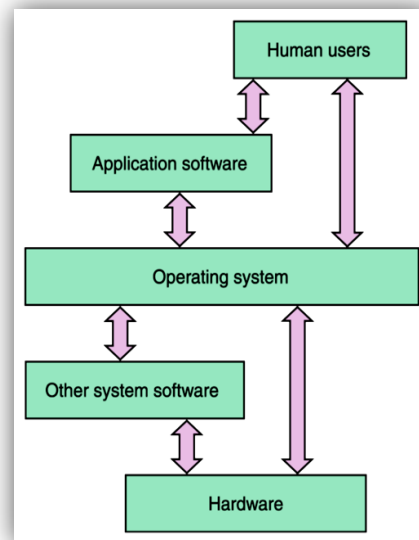 Human users
Application software
Operating system
Other system software
Hardware